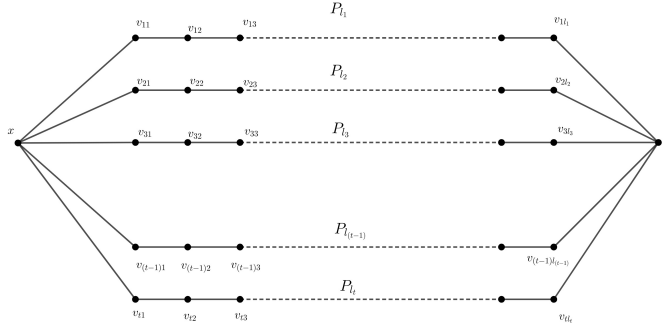 P_{l_1}
v_{11} v_{12} v_{13} v_{1l_1}
P_{l_2}
v_{21} v_{22} v_{23} v_{2l_2}
P_{l_3}
x v_{31} v_{32} v_{33} v_{3l_3}
P_{l_{(t-1)}}
v_{(t-1)1} v_{(t-1)2} v_{(t-1)3} v_{(t-1)l_{(t-1)}}
P_{l_t}
v_{t1} v_{t2} v_{t3} v_{tl_t}